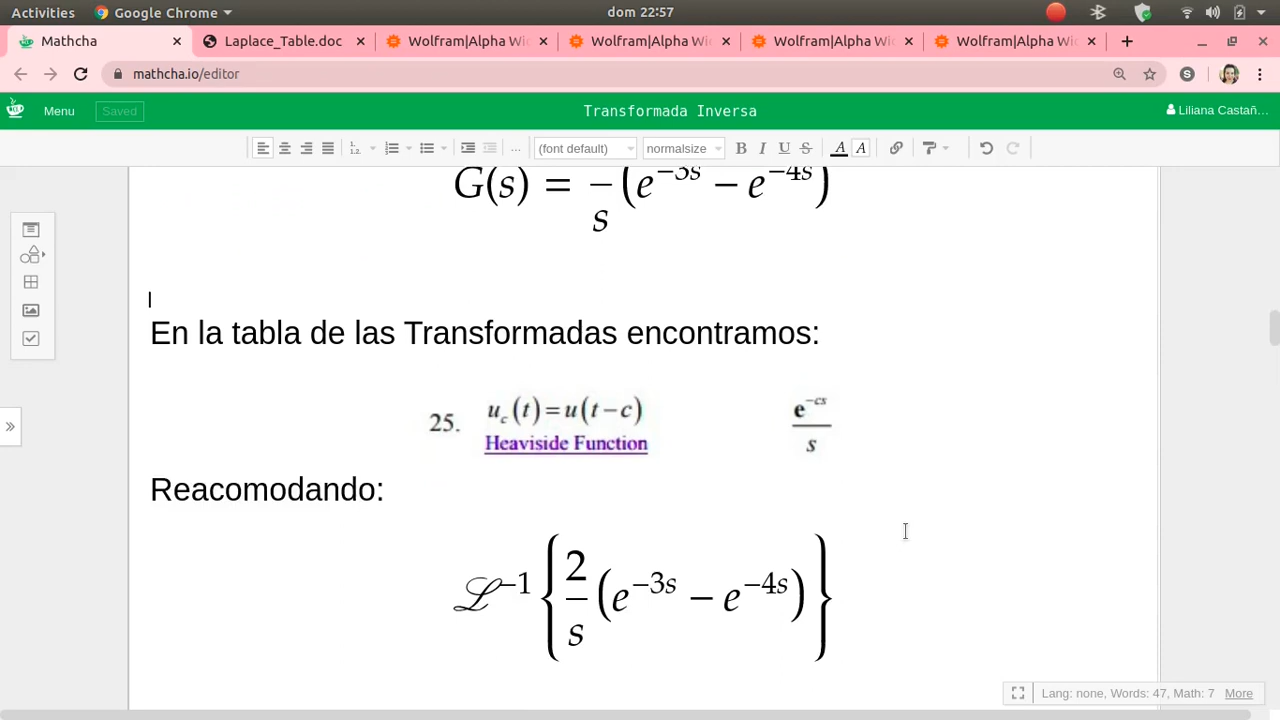 Activities Google Chrome dom 22:57
Mathcha Laplace_Table.doc Wolfram|Alpha Wi Wolfram|Alpha Wi Wolfram|Alpha Wi Wolfram|Alpha Wi
mathcha.io/editor S
Menu Saved Transformada Inversa Liliana Castañ...
(font default) normalsize B I U S A A
G(s) = — / s (e^{-3s} − e^{-4s})
En la tabla de las Transformadas encontramos:
25. u_c(t) = u(t − c) e^{-cs} / s
Heaviside Function
Reacomodando:
ℒ^{-1} { 2 / s (e^{-3s} − e^{-4s}) }
Lang: none, Words: 47, Math: 7 More